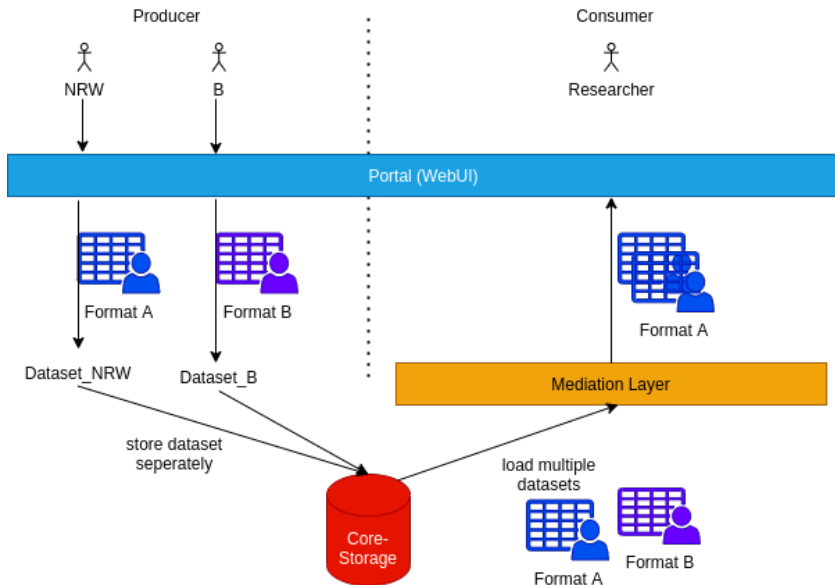 Producer
Consumer
NRW
B
Researcher
Portal (WebUI)
Format A
Format B
Format A
Dataset_NRW
Dataset_B
Mediation Layer
store dataset
seperately
load multiple
datasets
Core-
Storage
Format A
Format B